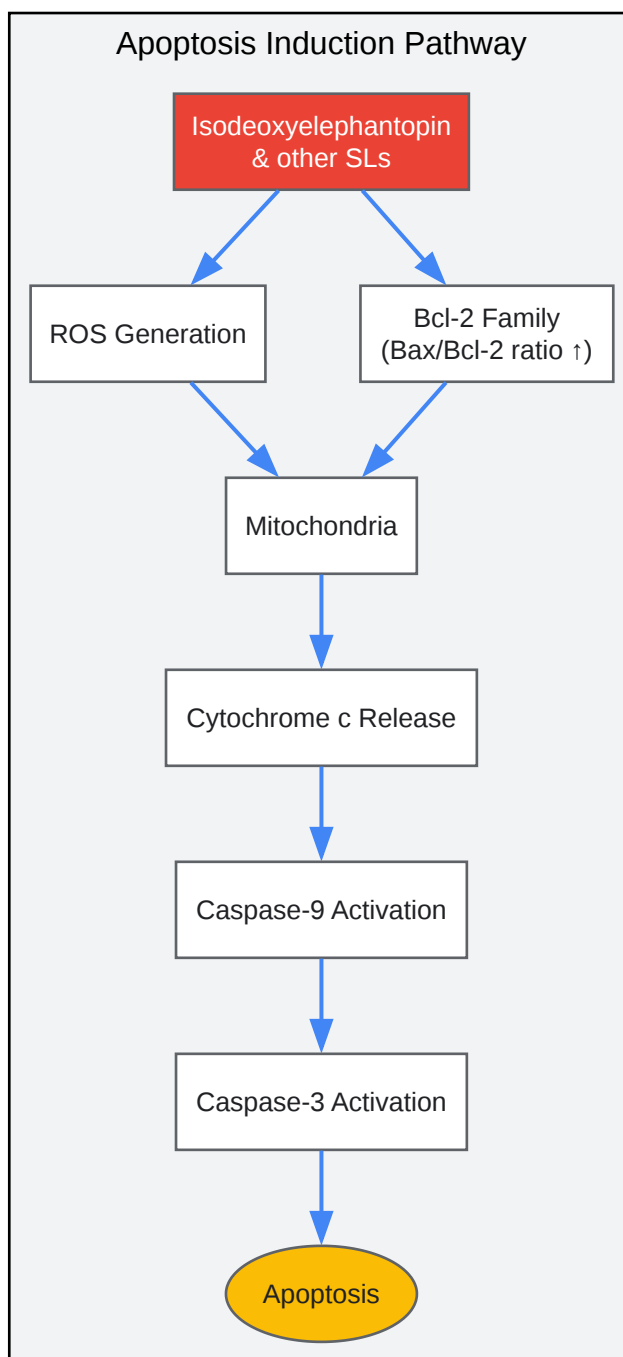 Apoptosis Induction Pathway
Isodeoxyelephantopin
& other SLs
ROS Generation
Bcl-2 Family
(Bax/Bcl-2 ratio ↑)
Mitochondria
Cytochrome c Release
Caspase-9 Activation
Caspase-3 Activation
Apoptosis